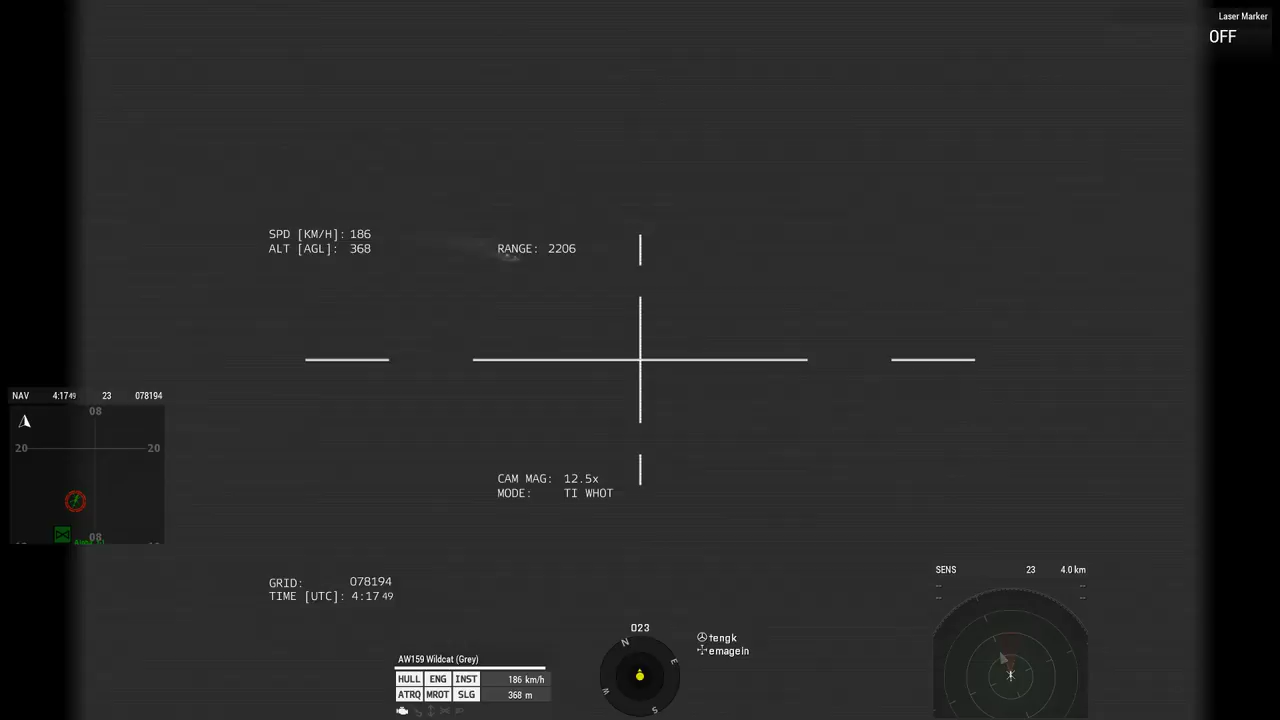 Laser Marker
OFF
SPD [KM/H]: 186
ALT [AGL]: 368
RANGE: 2206
NAV 4:17 49 23 078194
08
20 20
08
CAM MAG: 12.5x
MODE: TI WHOT
GRID: 078194
TIME [UTC]: 4:17 49
SENS 23 4.0 km
023
N
E
W
S
tengk
emagein
AW159 Wildcat (Grey)
HULL ENG INST 186 km/h
ATRQ MROT SLG 368 m